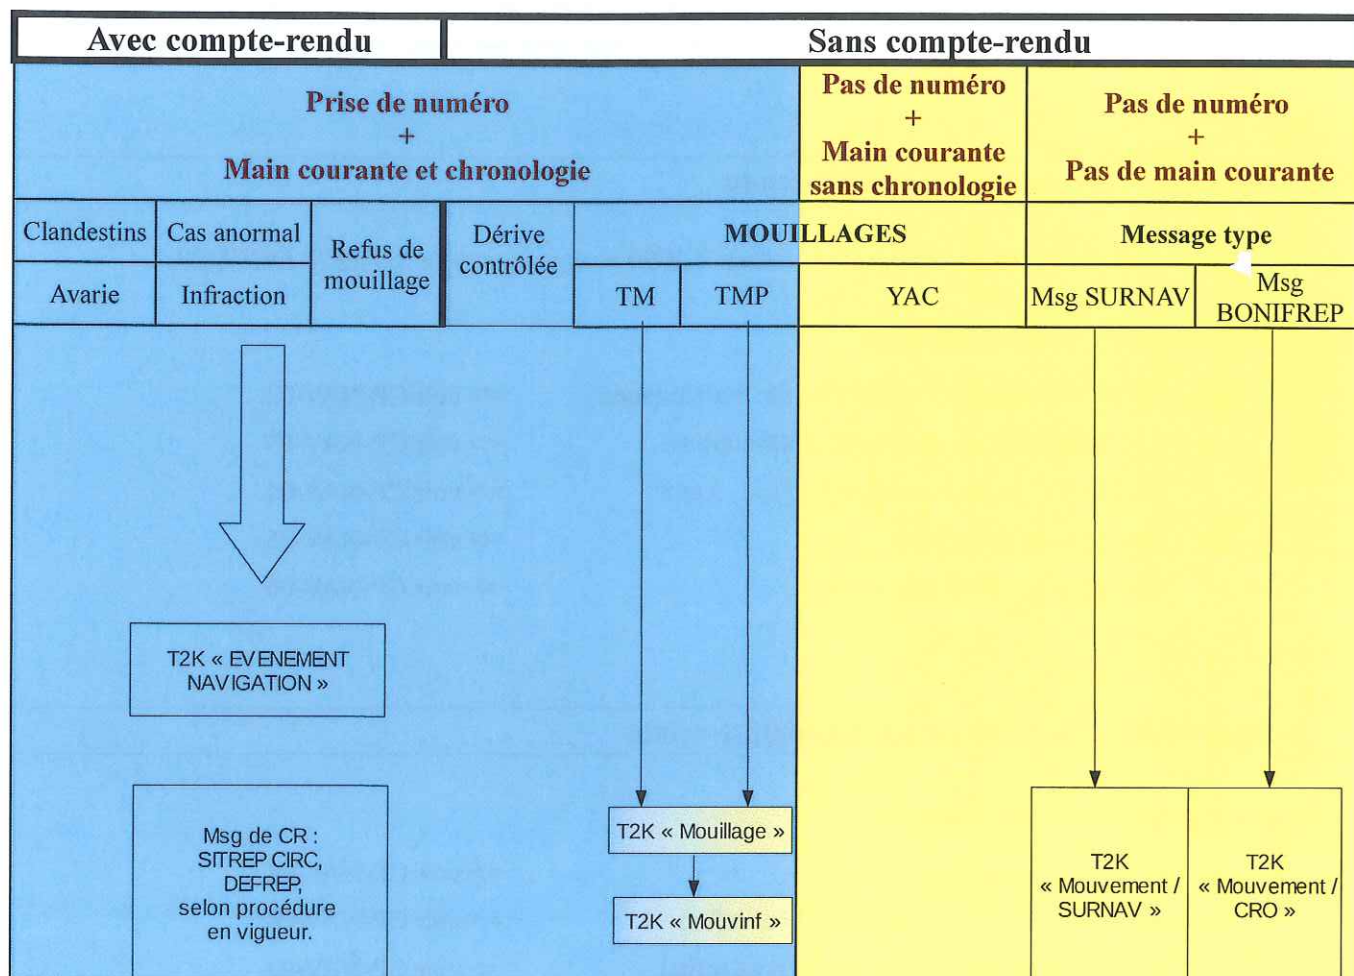 Avec compte-rendu
Sans compte-rendu
Prise de numéro
+
Main courante et chronologie
Pas de numéro
+
Main courante
sans chronologie
Pas de numéro
+
Pas de main courante
Clandestins
Cas anormal
Refus de
mouillage
Dérive
contrôlée
MOUILLAGES
Message type
Avarie
Infraction
TM
TMP
YAC
Msg SURNAV
Msg
BONIFREP
T2K « EVENEMENT
NAVIGATION »
Msg de CR :
SITREP CIRC,
DEFREP,
selon procédure
en vigueur.
T2K « Mouillage »
T2K « Mouvinf »
T2K
« Mouvement /
SURNAV »
T2K
« Mouvement /
CRO »